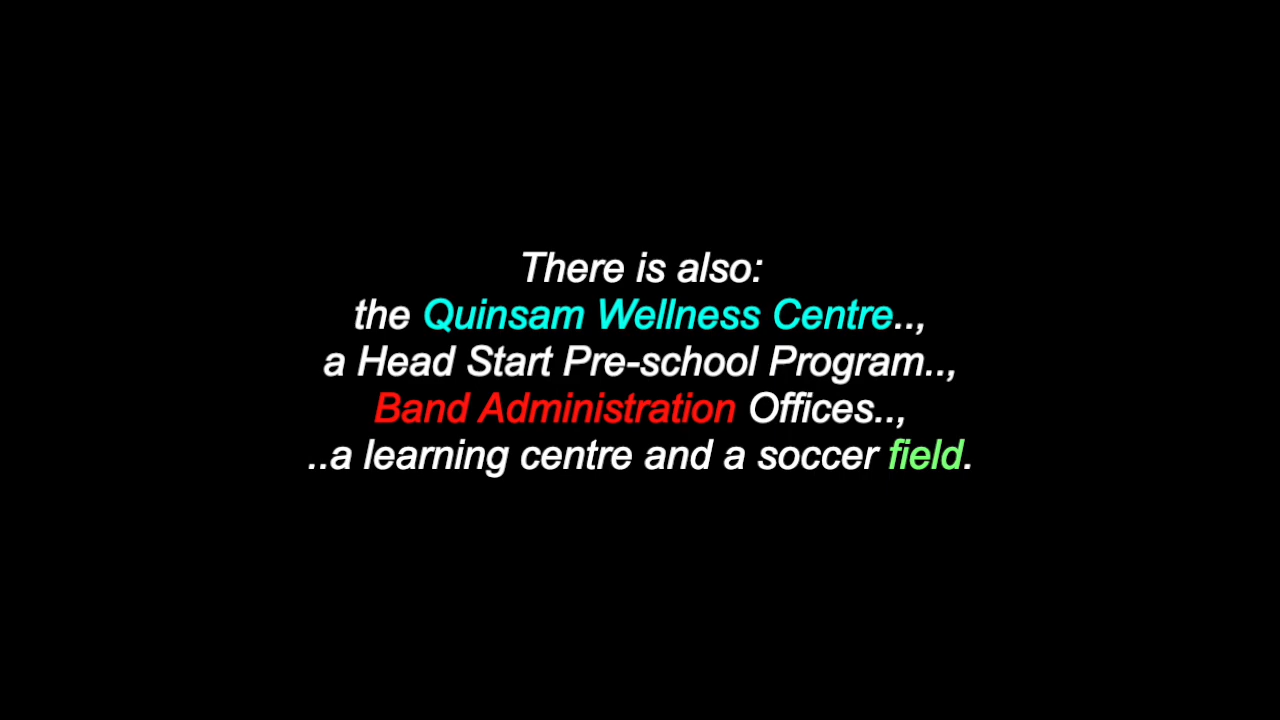 There is also:
the Quinsam Wellness Centre..,
a Head Start Pre-school Program..,
Band Administration Offices..,
..a learning centre and a soccer field.